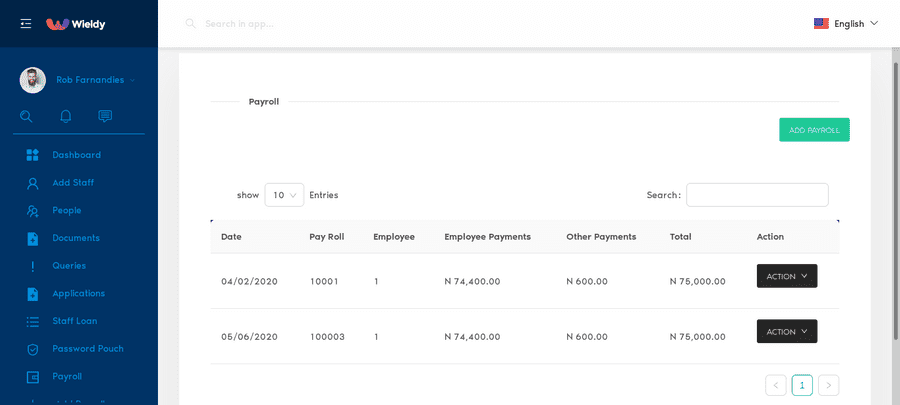 Wieldy
Search in app...
English
Rob Farnandies
Payroll
ADD PAYROLL
Dashboard
Add Staff
People
Documents
Queries
Applications
Staff Loan
Password Pouch
Payroll
Add Payroll
show 10 Entries
Search:
Date Pay Roll Employee Employee Payments Other Payments Total Action
04/02/2020 10001 1 N 74,400.00 N 600.00 N 75,000.00 ACTION
05/06/2020 100003 1 N 74,400.00 N 600.00 N 75,000.00 ACTION
1